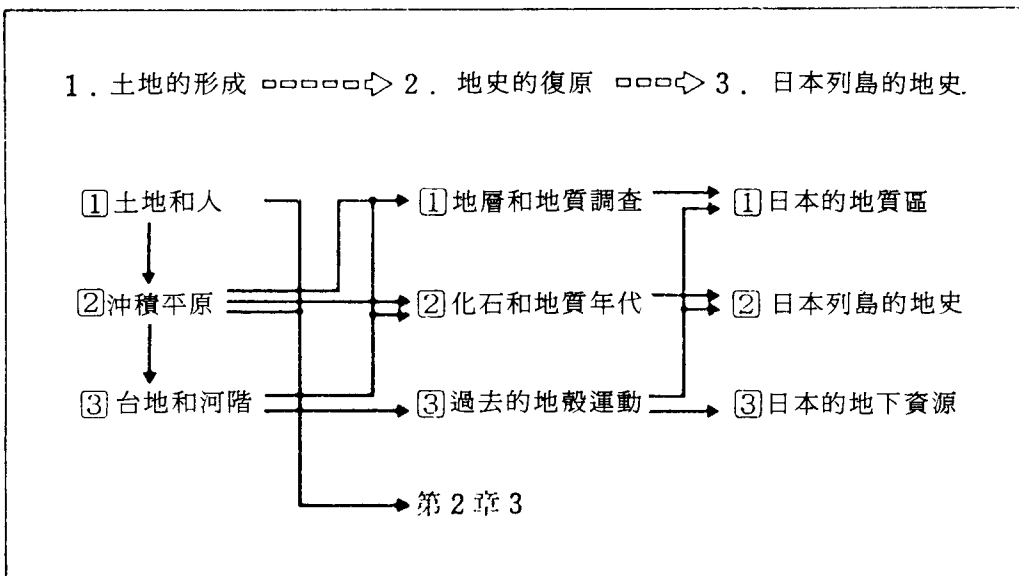 1．土地的形成 2．地史的復原 3．日本列島的地史.
1 土地和人 1 地層和地質調査 1 日本的地質區
2 沖積平原 2 化石和地質年代 2 日本列島的地史
3 台地和河階 3 過去的地殼運動 3 日本的地下資源
第2章3